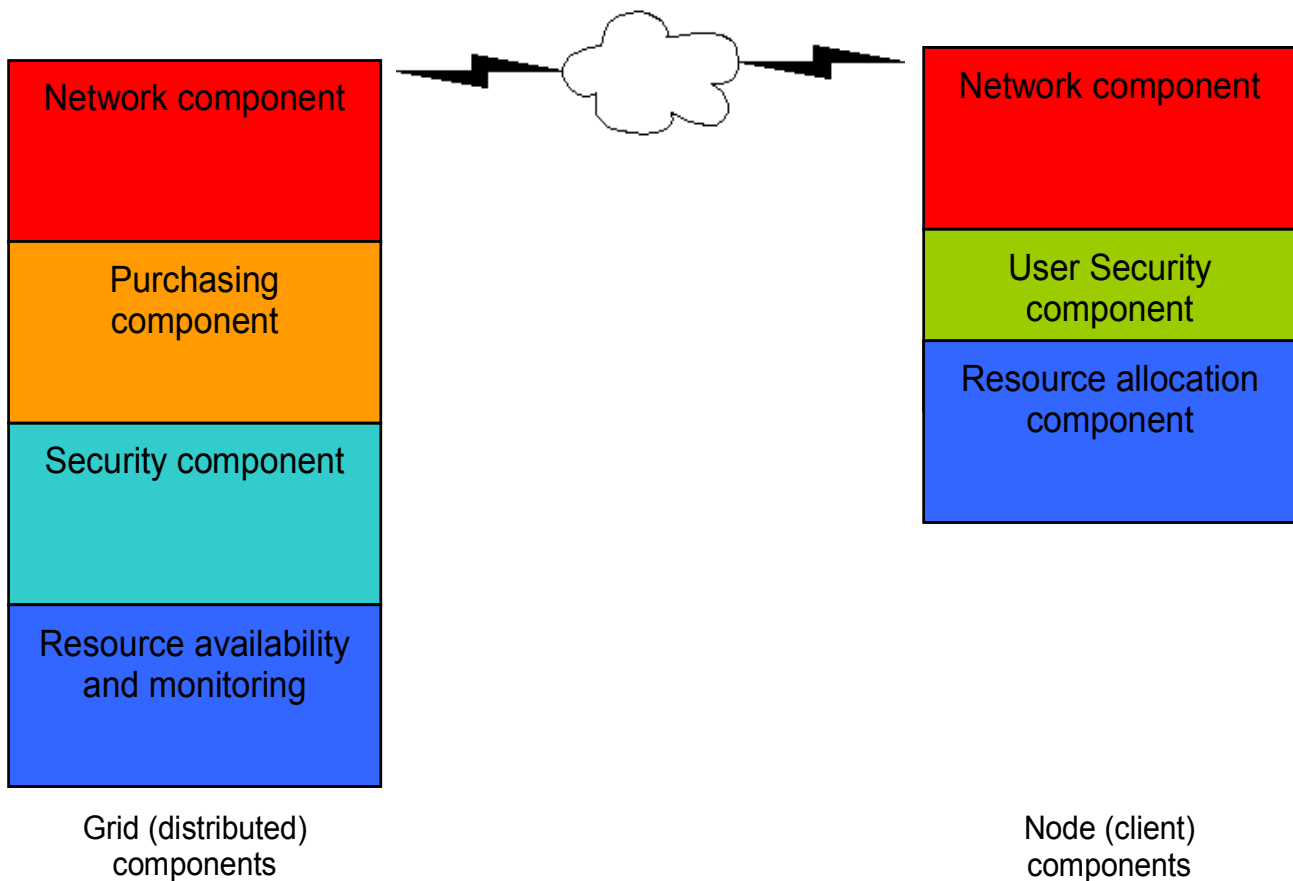 Network component
Purchasing
component
Security component
Resource availability
and monitoring
Grid (distributed)
components
Network component
User Security
component
Resource allocation
component
Node (client)
components